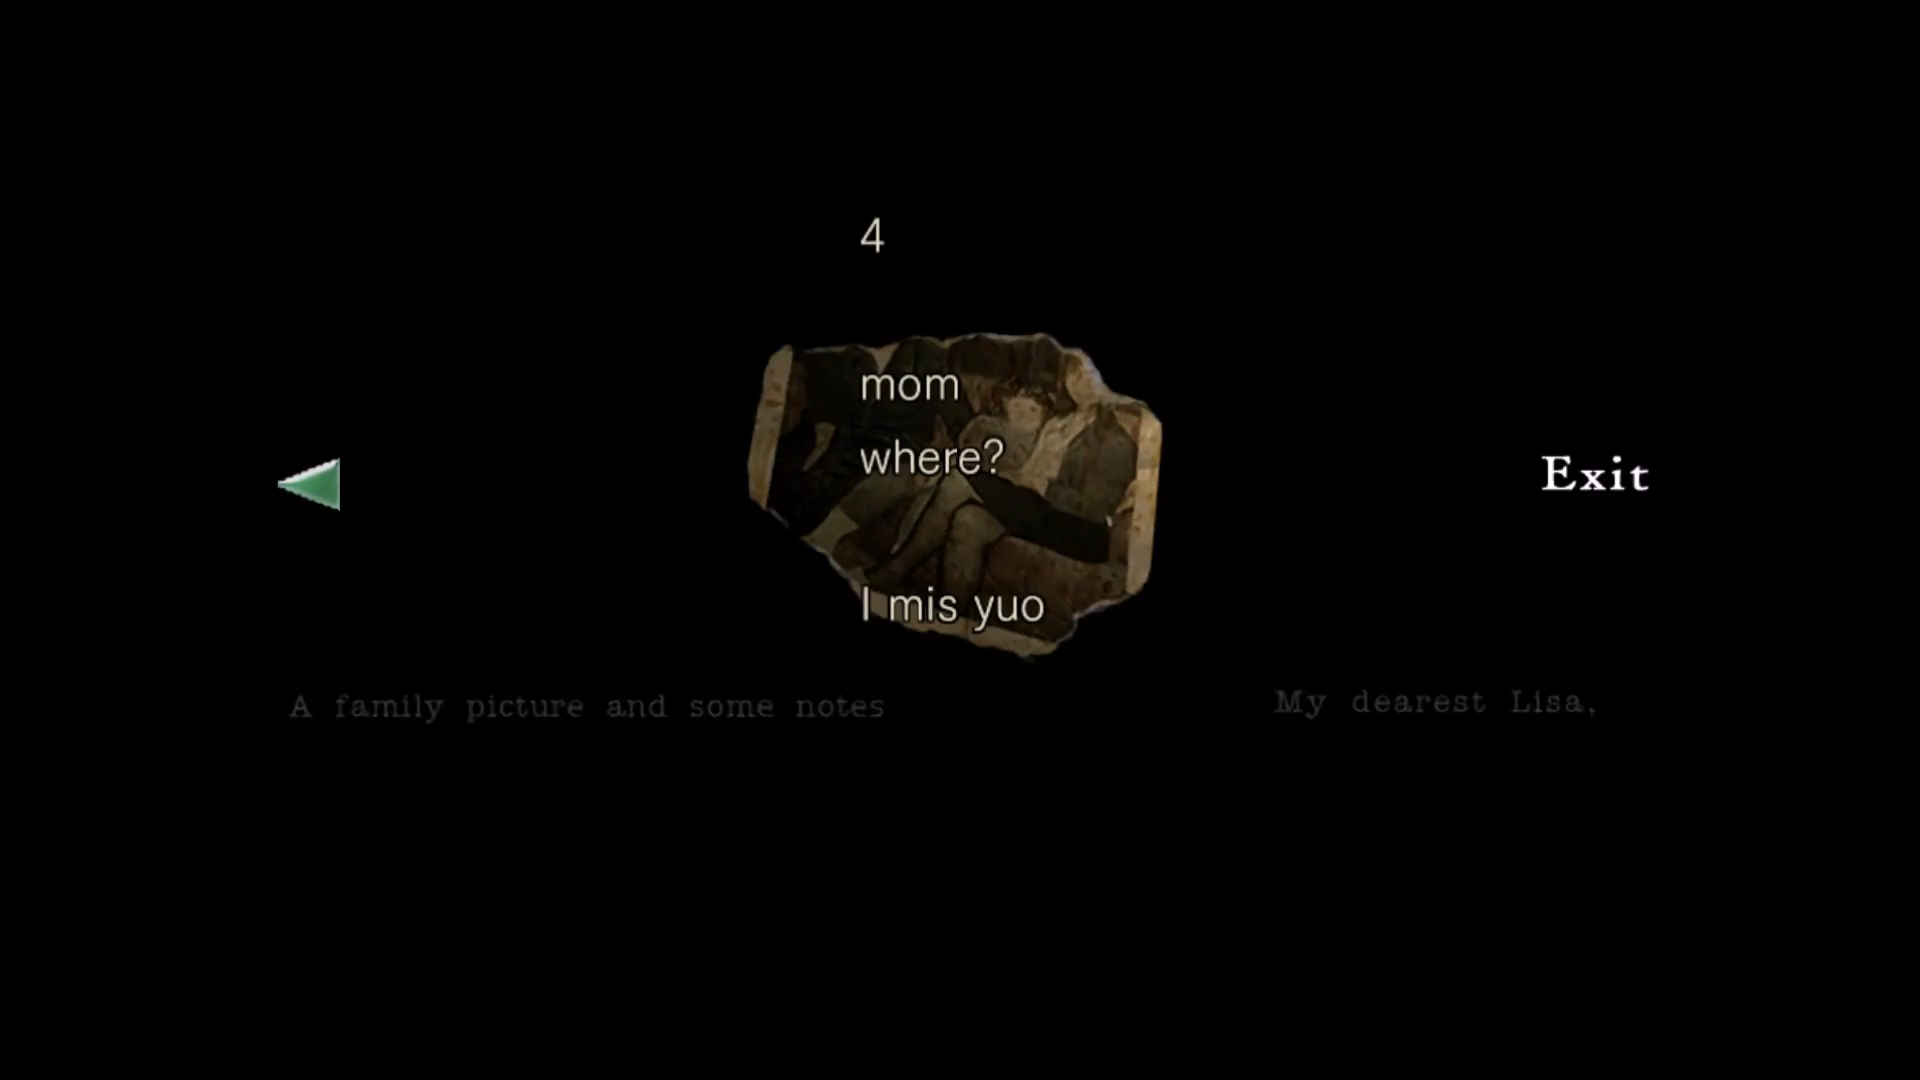 4
mom
where?
I mis yuo
Exit
A family picture and some notes
My dearest Lisa,